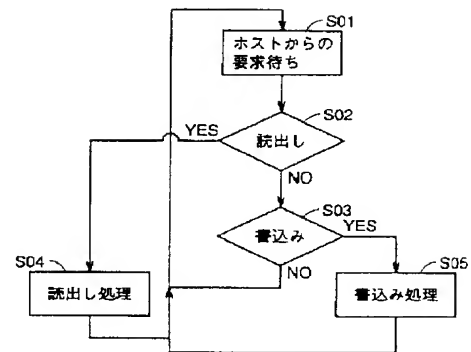 S01
ホストからの
要求待ち
S02
YES
読出し
NO
S03
書込み
YES
NO
S04
読出し処理
S05
書込み処理